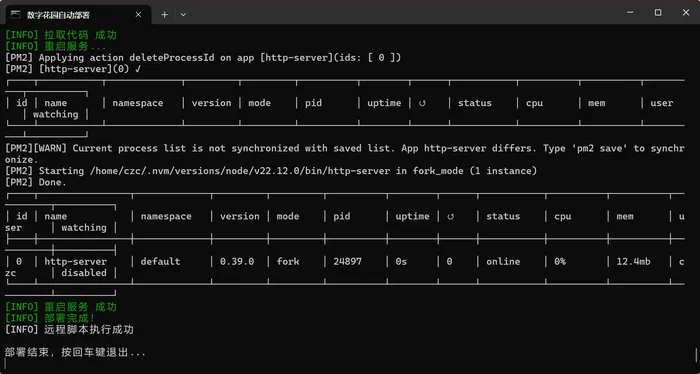 数字花园自动部署
[INFO] 拉取代码 成功
[INFO] 重启服务...
[PM2] Applying action deleteProcessId on app [http-server](ids: [ 0 ])
[PM2] [http-server](0) ✓
│ id │ name │ namespace │ version │ mode │ pid │ uptime │ ↺ │ status │ cpu │ mem │ user
│ watching │
[PM2][WARN] Current process list is not synchronized with saved list. App http-server differs. Type 'pm2 save' to synchr
onize.
[PM2] Starting /home/czc/.nvm/versions/node/v22.12.0/bin/http-server in fork_mode (1 instance)
[PM2] Done.
│ id │ name │ namespace │ version │ mode │ pid │ uptime │ ↺ │ status │ cpu │ mem │ u
ser │ watching │
│ 0 │ http-server │ default │ 0.39.0 │ fork │ 24897 │ 0s │ 0 │ online │ 0% │ 12.4mb │ c
zc │ disabled │
[INFO] 重启服务 成功
[INFO] 部署完成!
[INFO] 远程脚本执行成功
部署结束，按回车键退出...